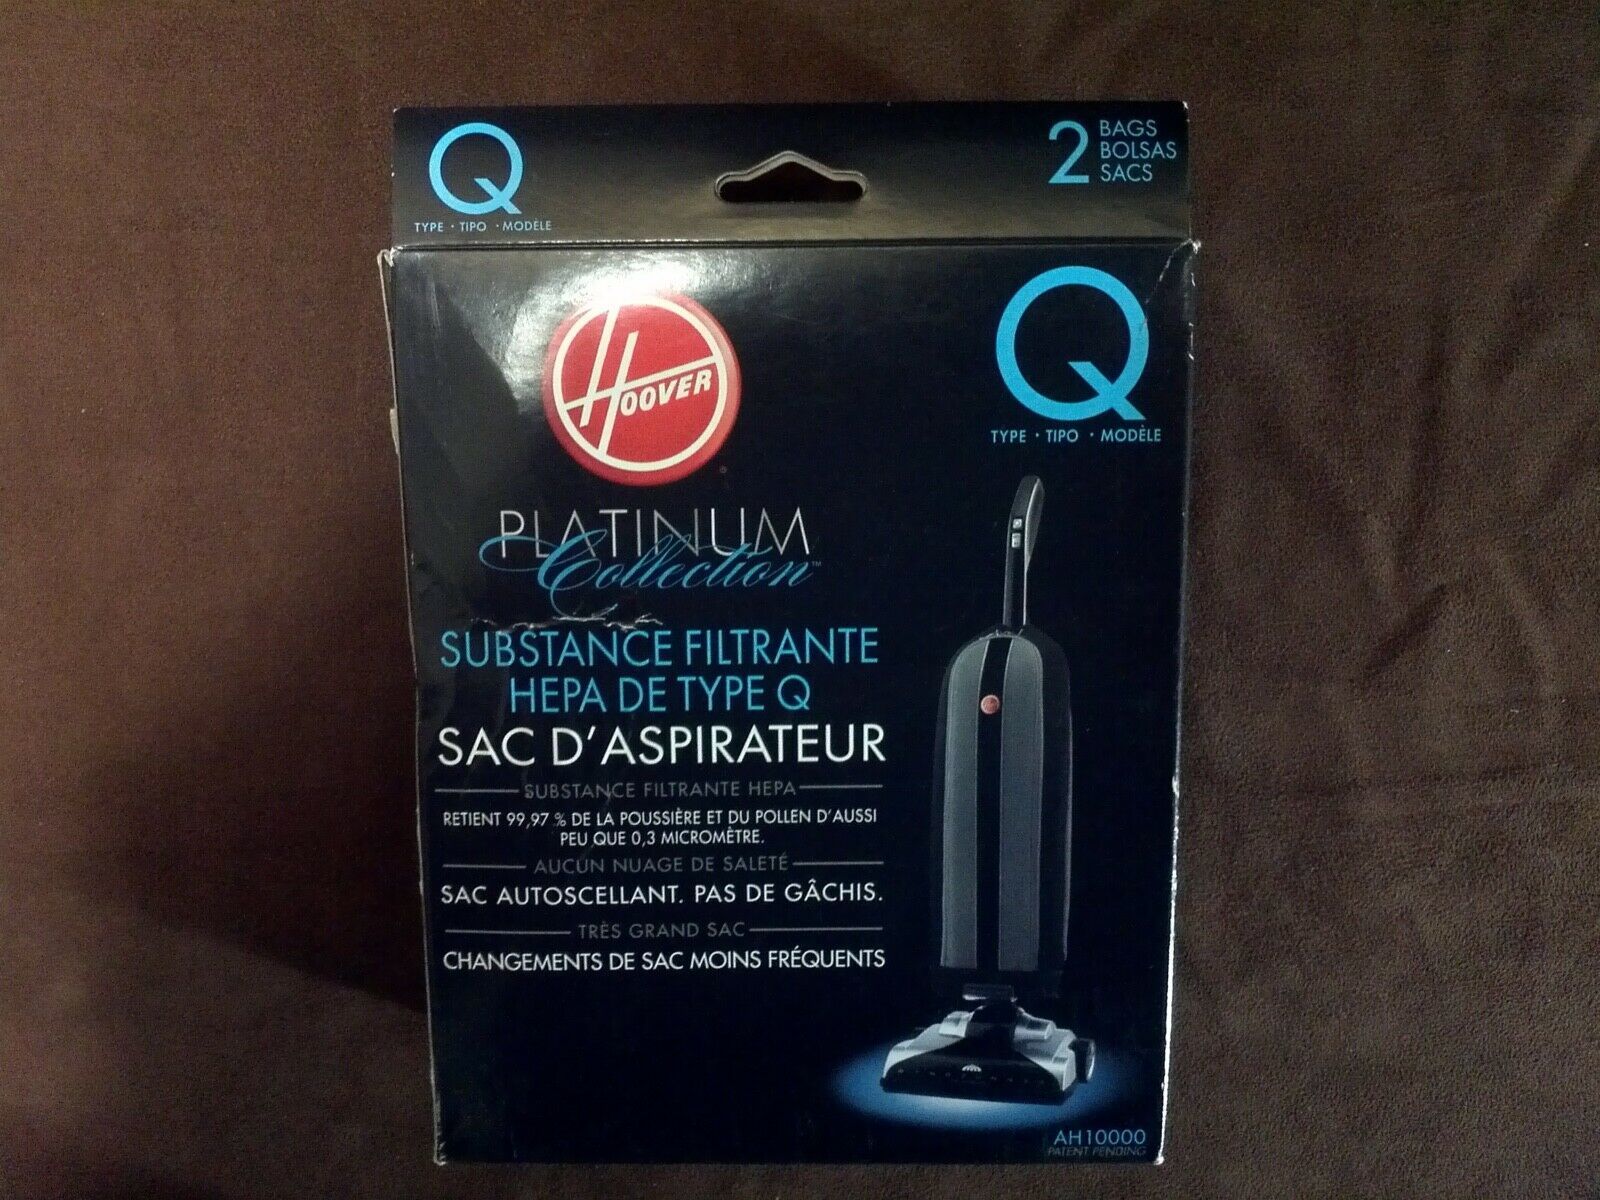 Q
TYPE · TIPO · MODÈLE
2
BAGS
BOLSAS
SACS
HOOVER
®
Q
TYPE · TIPO · MODÈLE
PLATINUM
Collection™
SUBSTANCE FILTRANTE
HEPA DE TYPE Q
SAC D'ASPIRATEUR
SUBSTANCE FILTRANTE HEPA
RETIENT 99,97 % DE LA POUSSIÈRE ET DU POLLEN D'AUSSI
PEU QUE 0,3 MICROMÈTRE.
AUCUN NUAGE DE SALETÉ
SAC AUTOSCELLANT. PAS DE GÂCHIS.
TRÈS GRAND SAC
CHANGEMENTS DE SAC MOINS FRÉQUENTS
AH10000
PATENT PENDING